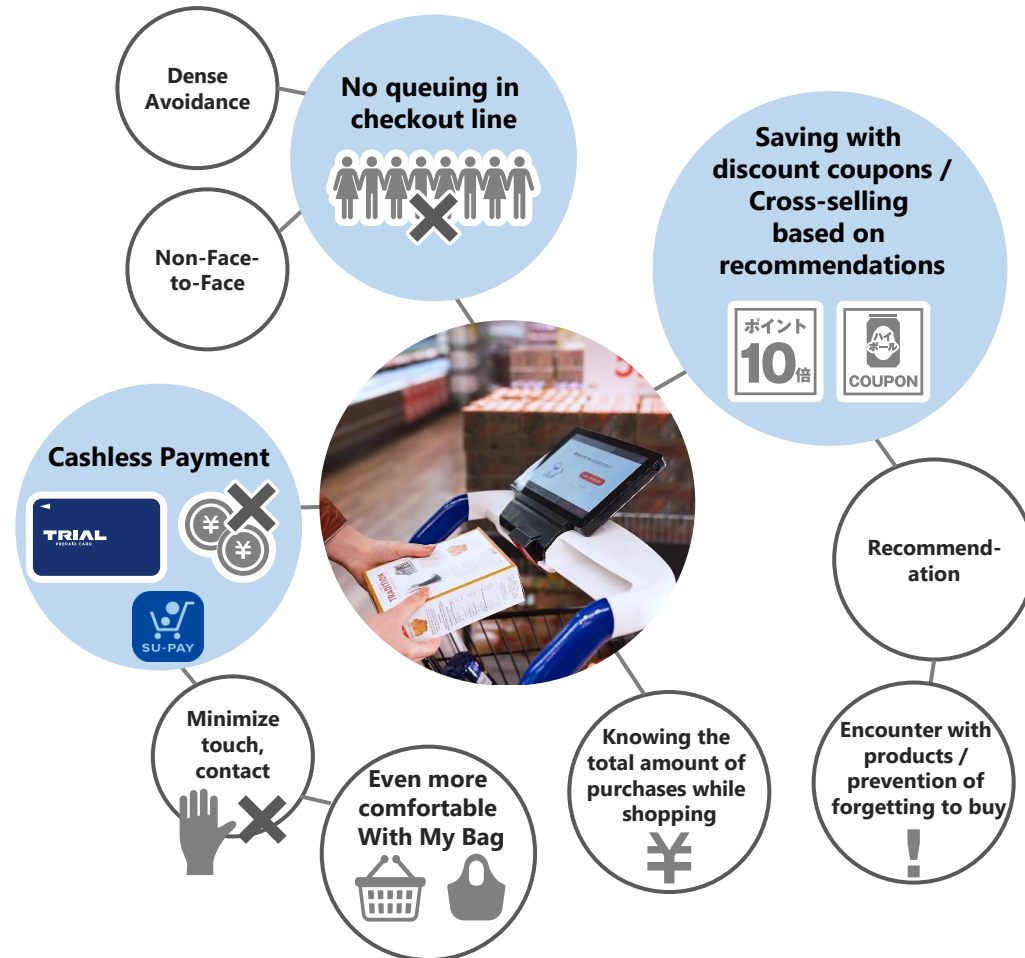 Dense
Avoidance
No queuing in
checkout line
Non-Face-
to-Face
Saving with
discount coupons /
Cross-selling
based on
recommendations
ポイント
10倍
ハイ
ボール
COUPON
Cashless Payment
TRIAL
PREPAID CARD
¥
¥
SU-PAY
TRADITION
Recommend-
ation
Minimize
touch,
contact
Even more
comfortable
With My Bag
Knowing the
total amount of
purchases while
shopping
¥
Encounter with
products /
prevention of
forgetting to buy
!